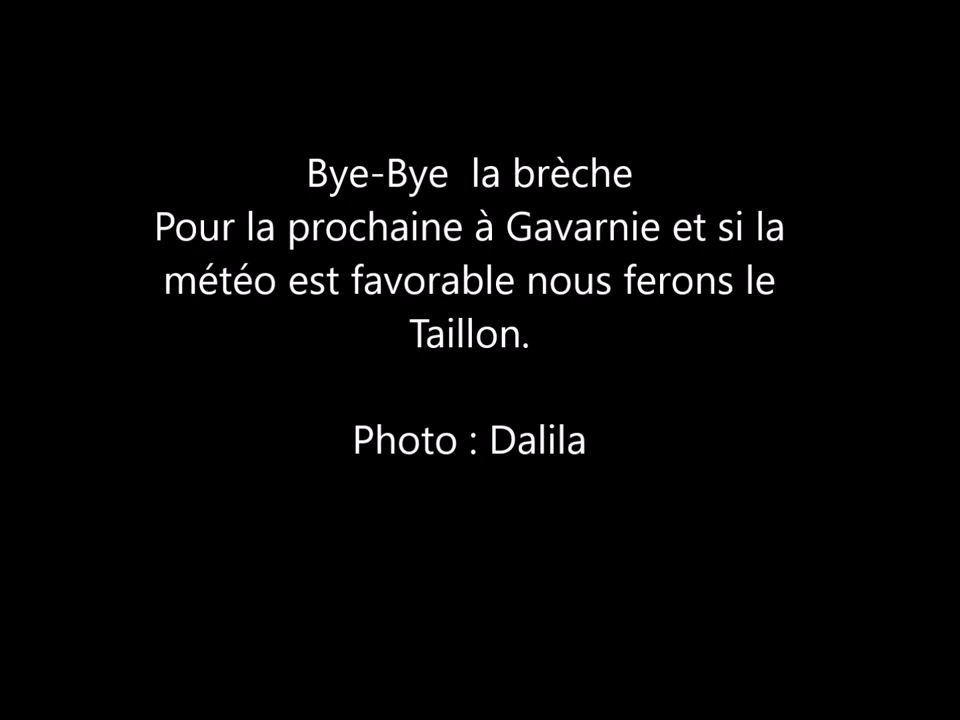 Bye-Bye  la brèche
Pour la prochaine à Gavarnie et si la
météo est favorable nous ferons le
Taillon.
Photo : Dalila